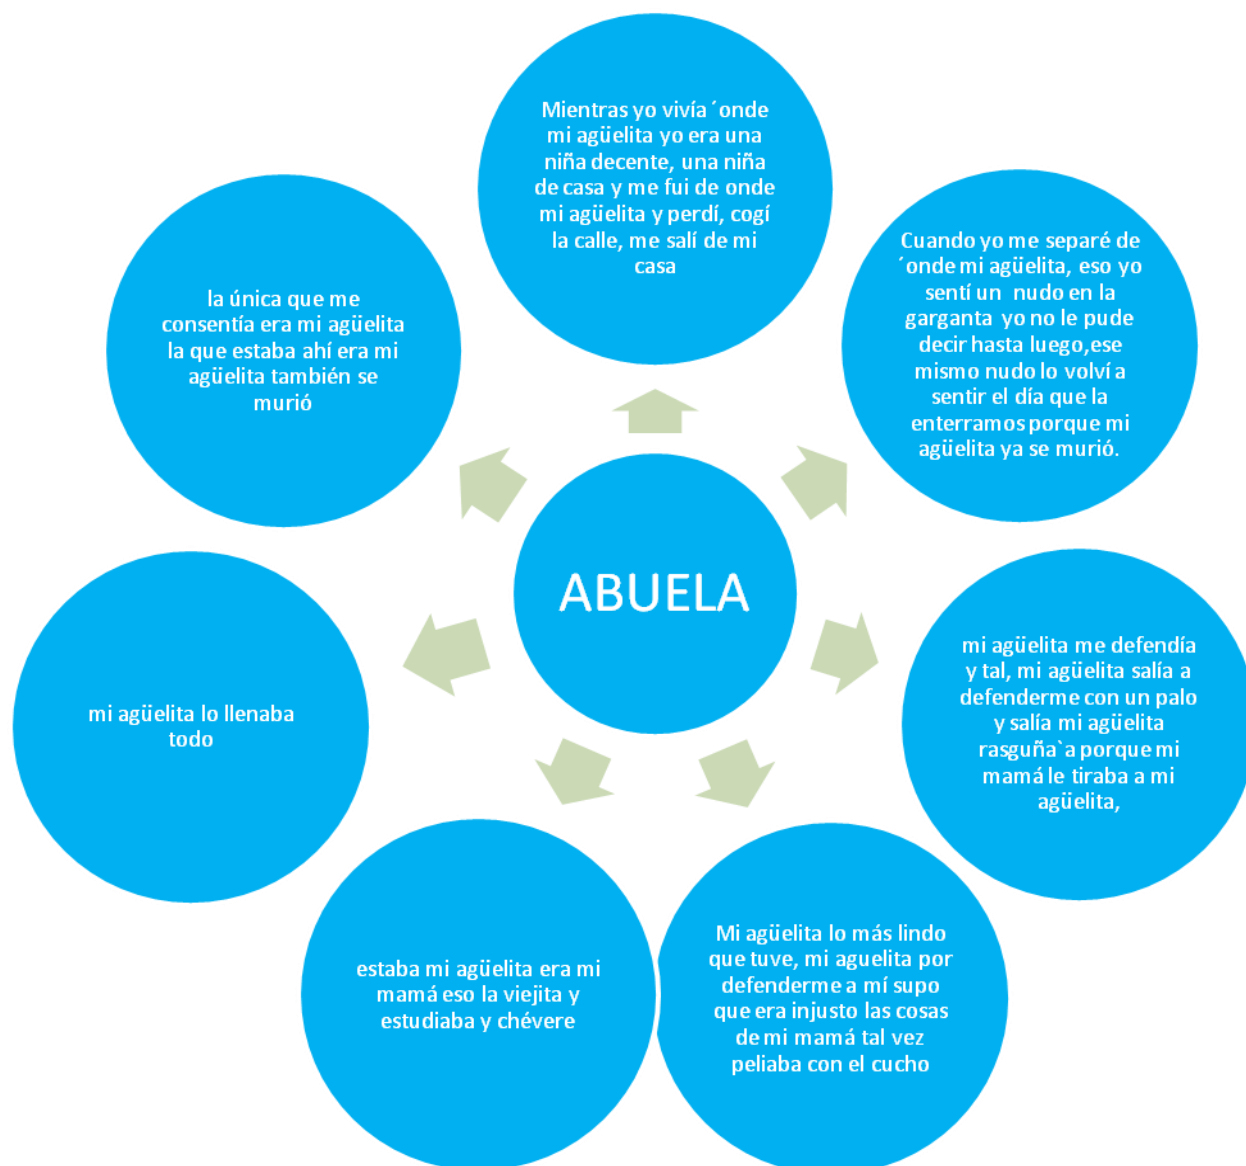 Mientras yo vivía ´onde
mi agüelita yo era una
niña decente, una niña
de casa y me fui de onde
mi agüelita y perdí, cogí
la calle, me salí de mi
casa
Cuando yo me separé de
´onde mi agüelita, eso yo
sentí un nudo en la
garganta yo no le pude
decir hasta luego,ese
mismo nudo lo volví a
sentir el día que la
enterramos porque mi
agüelita ya se murió.
mi agüelita me defendía
y tal, mi agüelita salía a
defenderme con un palo
y salía mi agüelita
rasguña`a porque mi
mamá le tiraba a mi
agüelita,
Mi agüelita lo más lindo
que tuve, mi aguelita por
defenderme a mí supo
que era injusto las cosas
de mi mamá tal vez
peliaba con el cucho
estaba mi agüelita era mi
mamá eso la viejita y
estudiaba y chévere
mi agüelita lo llenaba
todo
la única que me
consentía era mi agüelita
la que estaba ahí era mi
agüelita también se
murió
ABUELA